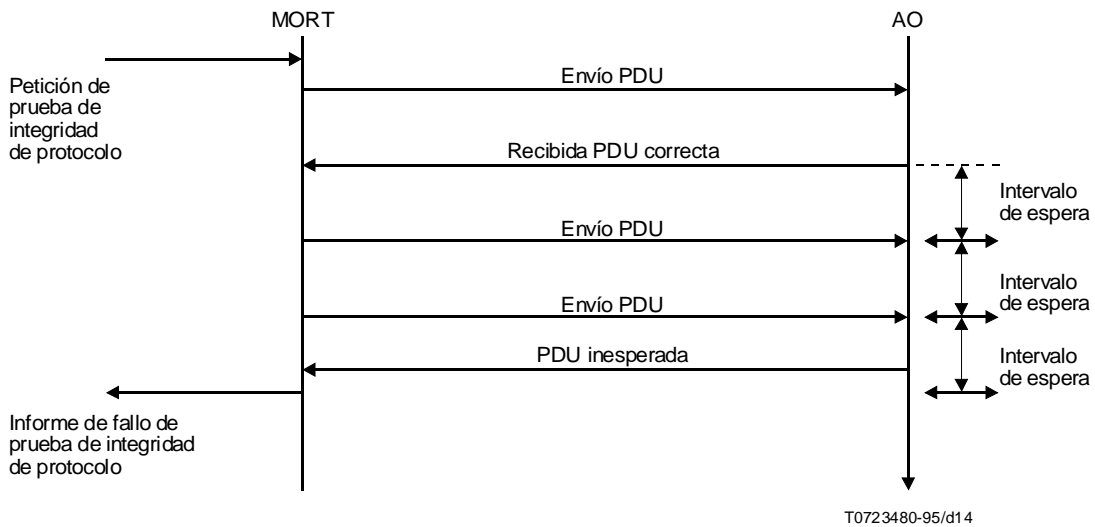 MORT
AO
Petición de
prueba de
integridad
de protocolo
Envío PDU
Recibida PDU correcta
Intervalo
de espera
Envío PDU
Intervalo
de espera
Envío PDU
PDU inesperada
Intervalo
de espera
Informe de fallo de
prueba de integridad
de protocolo
T0723480-95/d14